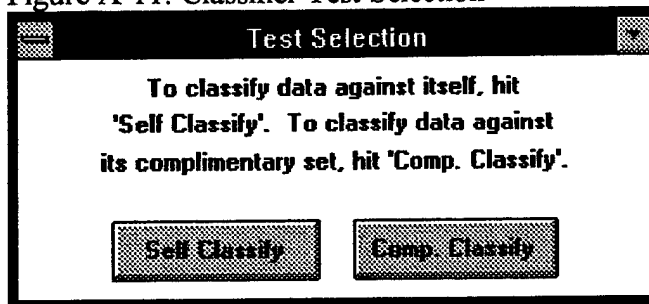 Figure A-11: Classifier Test Selection
Test Selection
To classify data against itself, hit
'Self Classify'. To classify data against
its complimentary set, hit 'Comp. Classify'.
Self Classify Comp. Classify